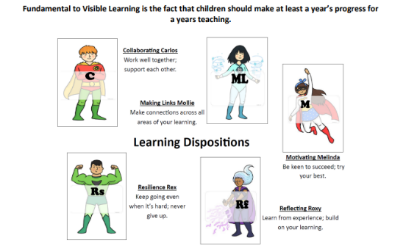 Fundamental to Visible Learning is the fact that children should make at least a year's progress for
a years teaching.
Collaborating Carlos
Work well together;
support each other.
C
ML
Making Links Mollie
Make connections across all
areas of your learning.
M
Learning Dispositions
Motivating Melinda
Be keen to succeed; try
your best.
Resilience Rex
Keep going even
when it's hard; never
give up.
Rs
Rf
Reflecting Roxy
Learn from experience; build
on your learning.